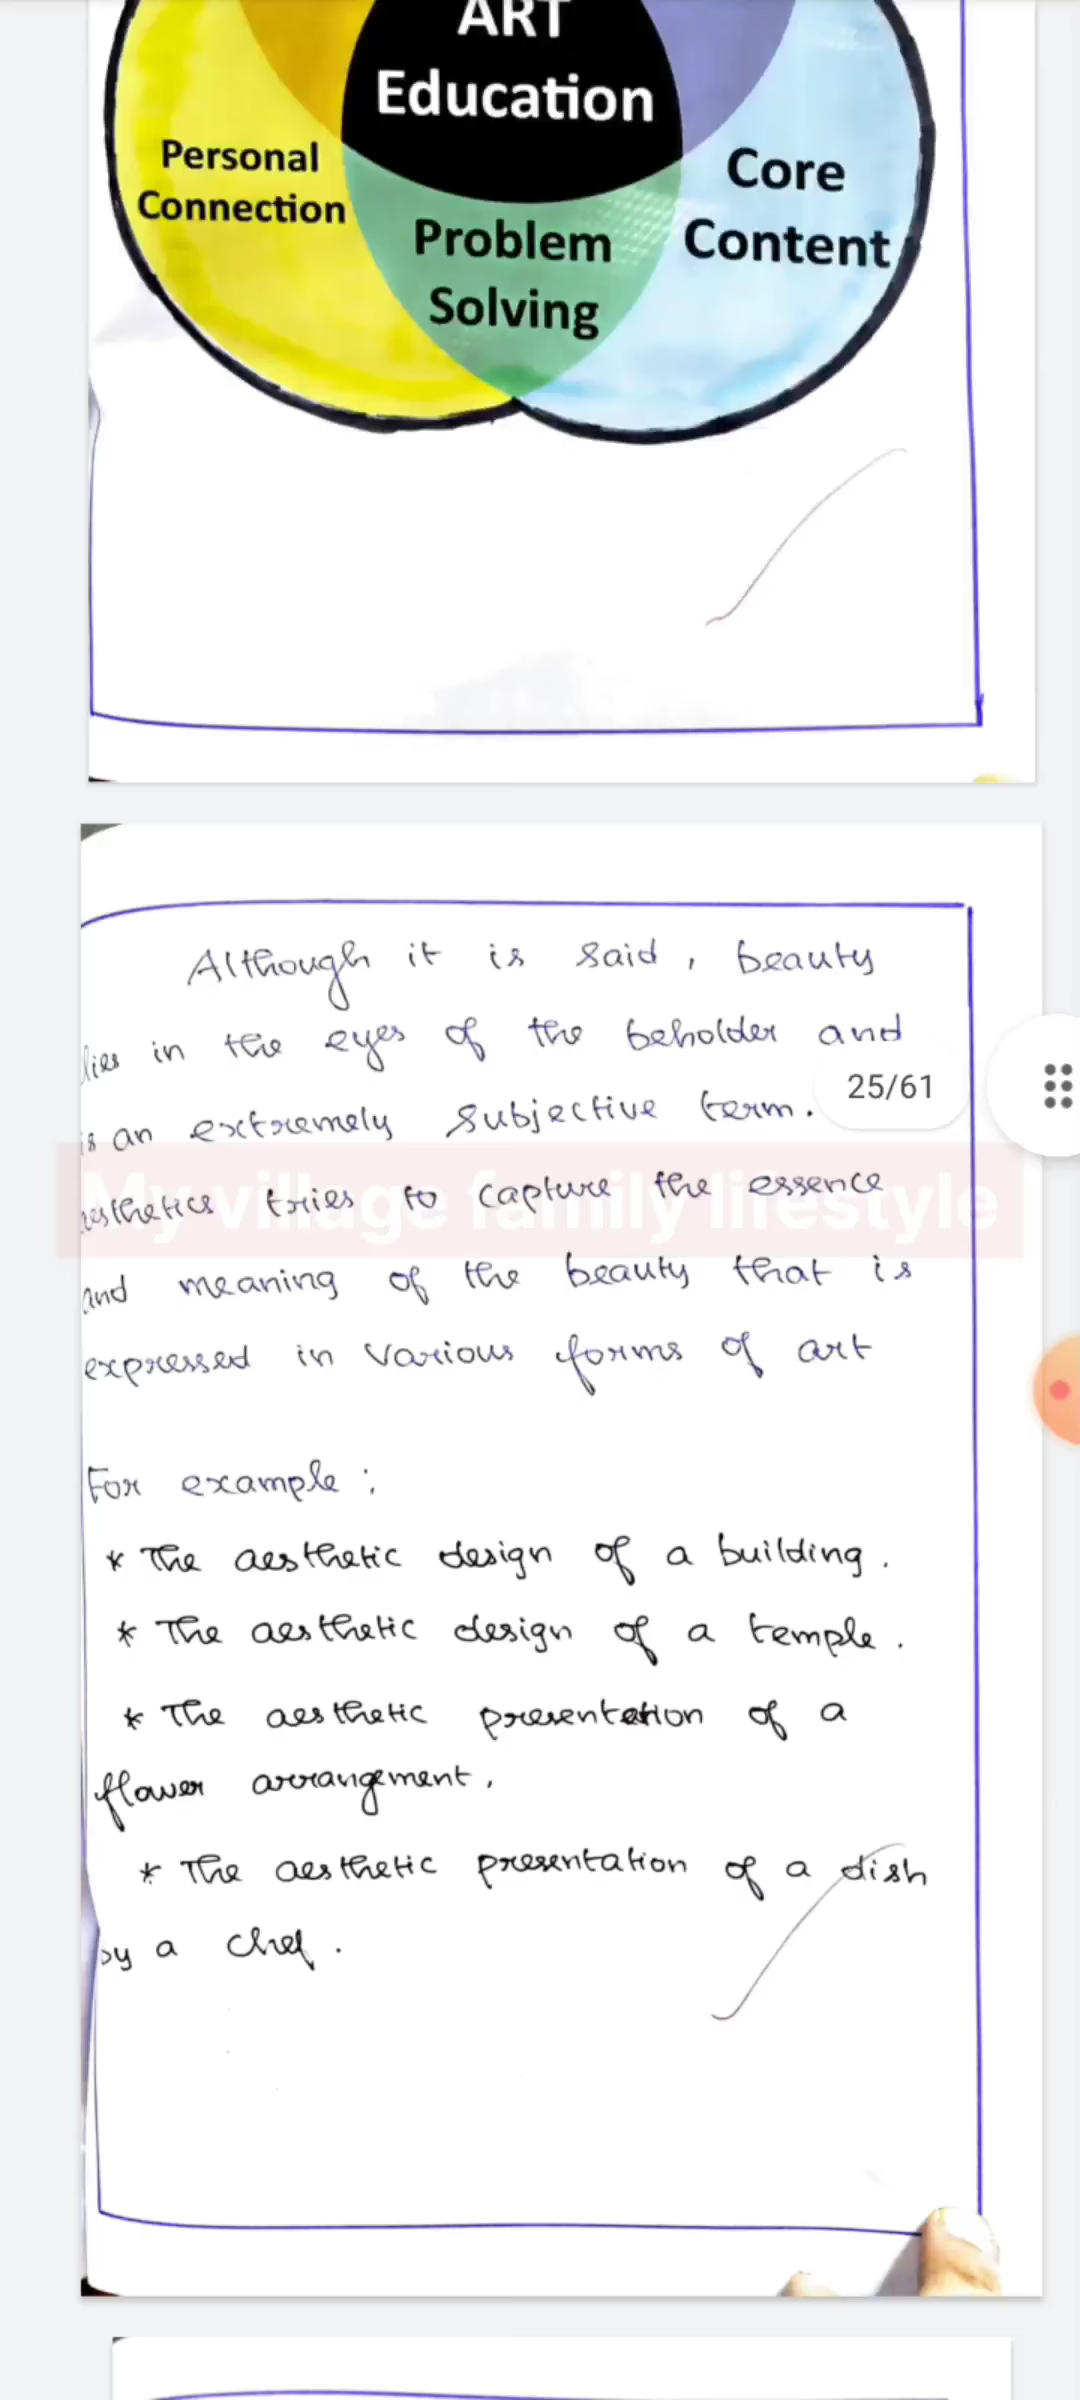 ART
Education
Personal
Connection
Core
Content
Problem
Solving
Although it is said, beauty
lies in the eyes of the beholder and
is an extremely subjective term.
25/61
aesthetics tries to capture the essence
My village family lifestyle
and meaning of the beauty that is
expressed in various forms of art
For example :
* The aesthetic design of a building.
* The aesthetic design of a temple.
* The aesthetic presentation of a
flower arrangement.
* The aesthetic presentation of a dish
by a chef.